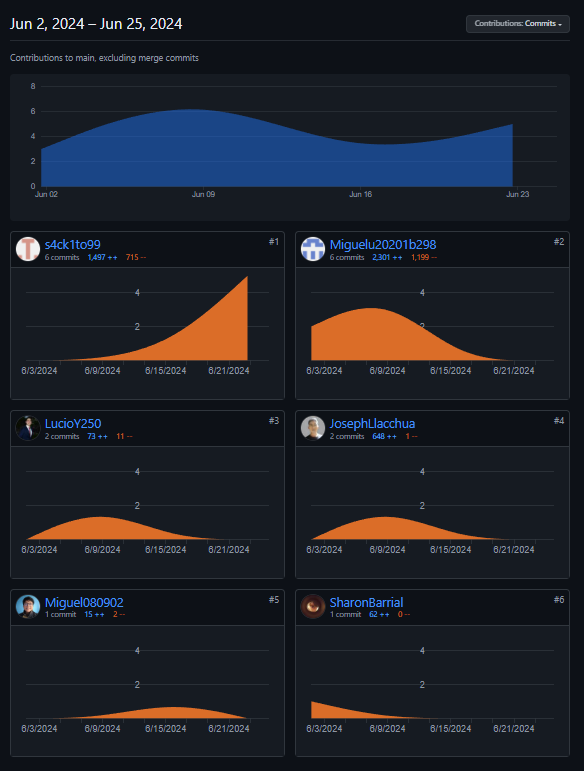 Jun 2, 2024 – Jun 25, 2024
Contributions: Commits
Contributions to main, excluding merge commits
8
6
4
2
0
Jun 02 Jun 09 Jun 16 Jun 23
s4ck1to99 #1
6 commits 1,497 ++ 715 --
4
2
6/3/2024 6/9/2024 6/15/2024 6/21/2024
Miguelu20201b298 #2
6 commits 2,301 ++ 1,199 --
4
2
6/3/2024 6/9/2024 6/15/2024 6/21/2024
LucioY250 #3
2 commits 73 ++ 11 --
4
2
6/3/2024 6/9/2024 6/15/2024 6/21/2024
JosephLlacchua #4
2 commits 648 ++ 1 --
4
2
6/3/2024 6/9/2024 6/15/2024 6/21/2024
Miguel080902 #5
1 commit 15 ++ 2 --
4
2
6/3/2024 6/9/2024 6/15/2024 6/21/2024
SharonBarrial #6
1 commit 62 ++ 0 --
4
2
6/3/2024 6/9/2024 6/15/2024 6/21/2024